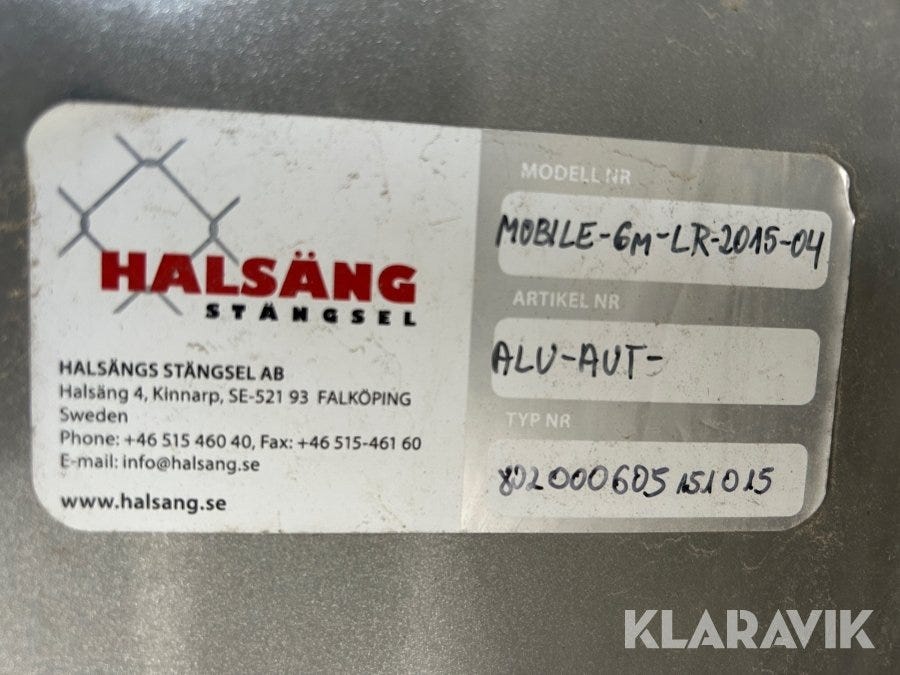 HALSÄNG
STÄNGSEL
HALSÄNGS STÄNGSEL AB
Halsäng 4, Kinnarp, SE-521 93 FALKÖPING
Sweden
Phone: +46 515 460 40, Fax: +46 515-461 60
E-mail: info@halsang.se
www.halsang.se
MODELL NR
MOBILE-6M-LR-2015-04
ARTIKEL NR
ALU-AUT-
TYP NR
802000605151015
KLARAVIK